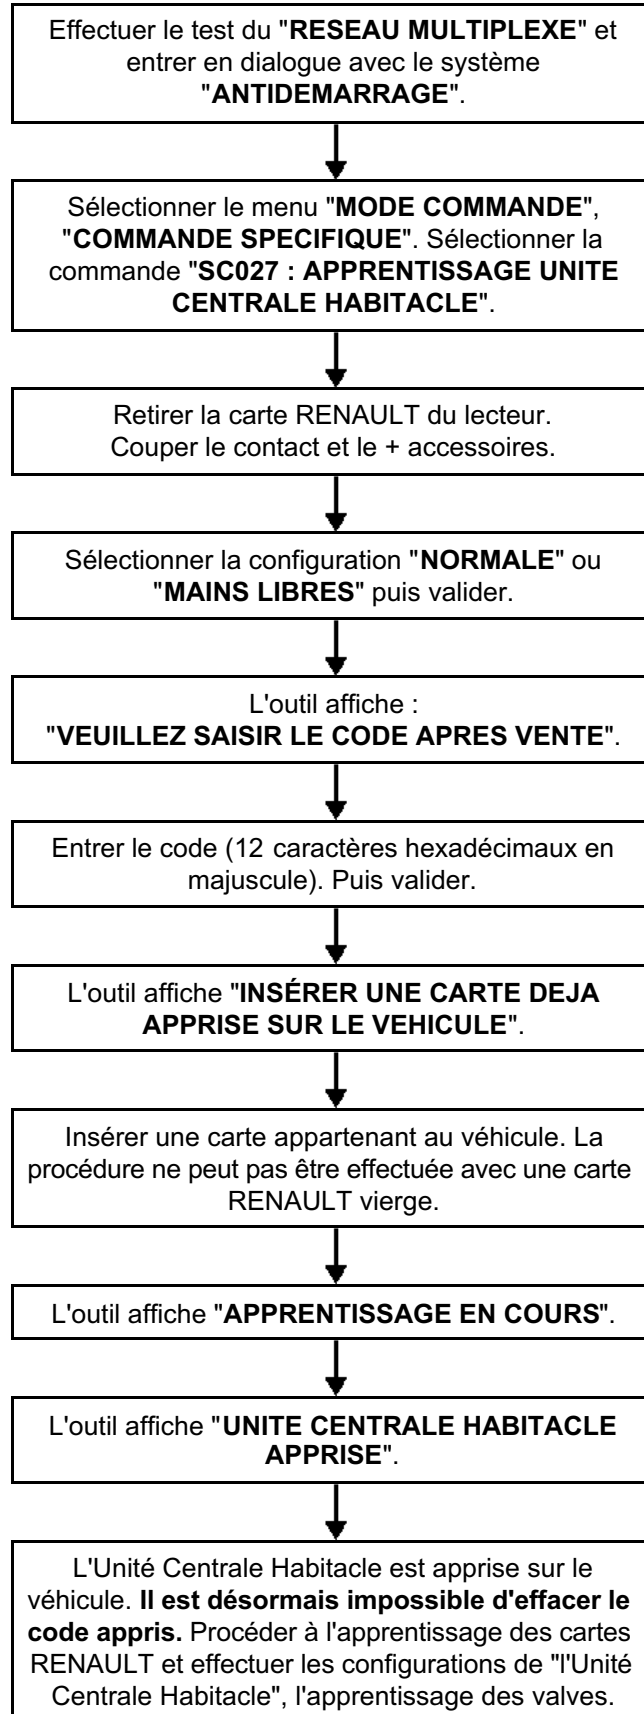 Effectuer le test du "RESEAU MULTIPLEXE" et
entrer en dialogue avec le système
"ANTIDEMARRAGE".
Sélectionner le menu "MODE COMMANDE",
"COMMANDE SPECIFIQUE". Sélectionner la
commande "SC027 : APPRENTISSAGE UNITE
CENTRALE HABITACLE".
Retirer la carte RENAULT du lecteur.
Couper le contact et le + accessoires.
Sélectionner la configuration "NORMALE" ou
"MAINS LIBRES" puis valider.
L'outil affiche :
"VEUILLEZ SAISIR LE CODE APRES VENTE".
Entrer le code (12 caractères hexadécimaux en
majuscule). Puis valider.
L'outil affiche "INSÉRER UNE CARTE DEJA
APPRISE SUR LE VEHICULE".
Insérer une carte appartenant au véhicule. La
procédure ne peut pas être effectuée avec une carte
RENAULT vierge.
L'outil affiche "APPRENTISSAGE EN COURS".
L'outil affiche "UNITE CENTRALE HABITACLE
APPRISE".
L'Unité Centrale Habitacle est apprise sur le
véhicule. Il est désormais impossible d'effacer le
code appris. Procéder à l'apprentissage des cartes
RENAULT et effectuer les configurations de "l'Unité
Centrale Habitacle", l'apprentissage des valves.